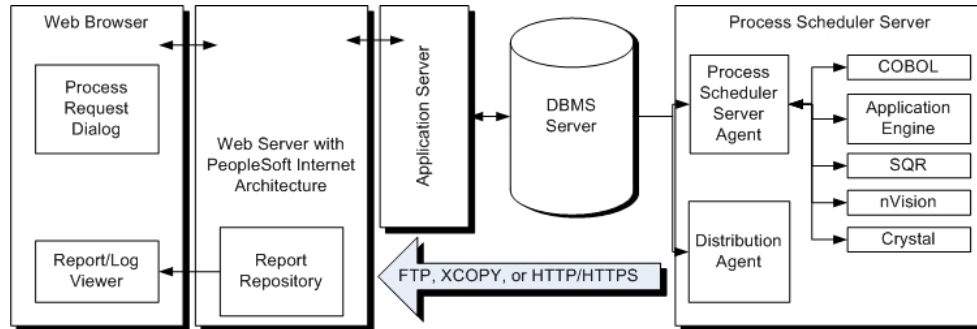 Web Browser
Process
Request
Dialog
Report/Log
Viewer
Web Server with
PeopleSoft Internet
Architecture
Report
Repository
Application Server
DBMS
Server
FTP, XCOPY, or HTTP/HTTPS
Process Scheduler Server
Process
Scheduler
Server
Agent
Distribution
Agent
COBOL
Application
Engine
SQR
nVision
Crystal